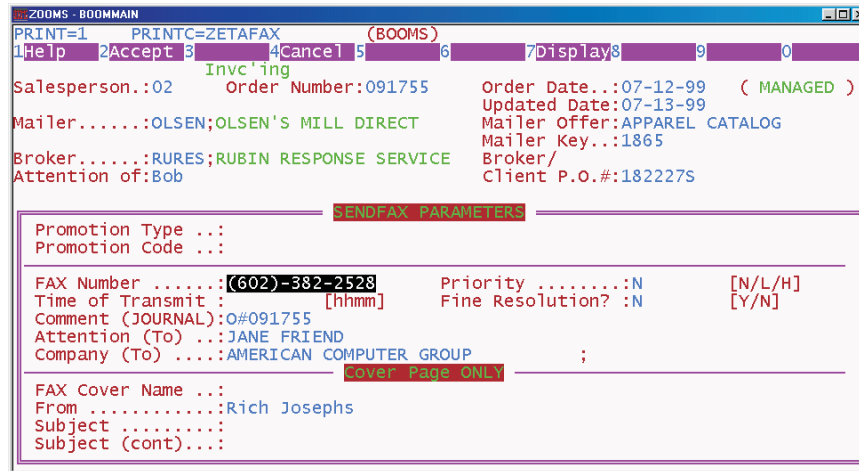 ZOOMS - BOOMMAIN
PRINT=1 PRINTC=ZETAFAX (BOOMS)
1Help 2Accept 3 4Cancel 5 6 7Display8 9 0
Invc'ing
Salesperson.:02 Order Number:091755 Order Date..:07-12-99 ( MANAGED )
Updated Date:07-13-99
Mailer......:OLSEN;OLSEN'S MILL DIRECT Mailer Offer:APPAREL CATALOG
Mailer Key..:1865
Broker......:RURES;RUBIN RESPONSE SERVICE Broker/
Attention of:Bob Client P.O.#:182227S
SENDFAX PARAMETERS
Promotion Type ..:
Promotion Code ..:
FAX Number ......:(602)-382-2528 Priority ........:N [N/L/H]
Time of Transmit : [hhmm] Fine Resolution? :N [Y/N]
Comment (JOURNAL):O#091755
Attention (To) ..:JANE FRIEND
Company (To) ....:AMERICAN COMPUTER GROUP ;
Cover Page ONLY
FAX Cover Name ..:
From ............:Rich Josephs
Subject .........:
Subject (cont)...: